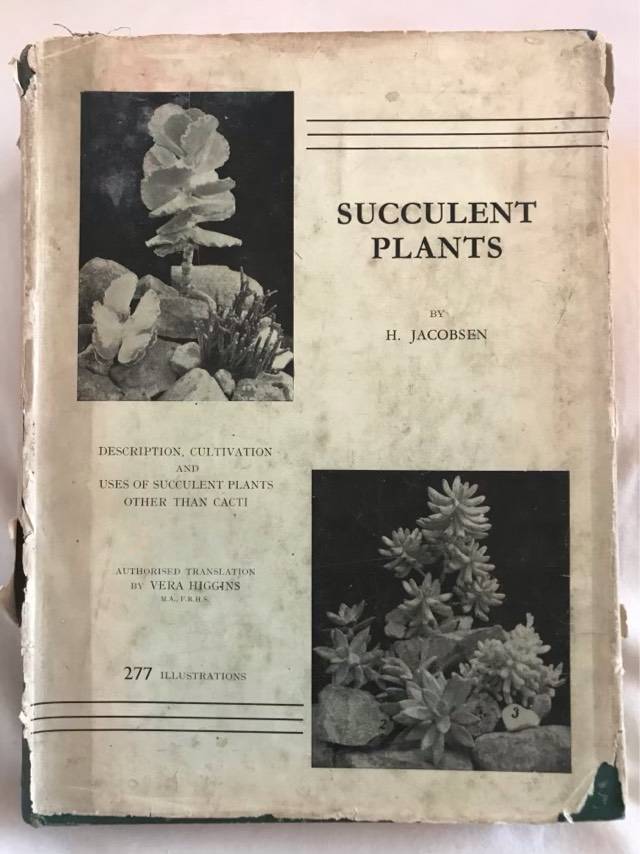 SUCCULENT
PLANTS
BY
H. JACOBSEN
DESCRIPTION, CULTIVATION
AND
USES OF SUCCULENT PLANTS
OTHER THAN CACTI
AUTHORISED TRANSLATION
BY VERA HIGGINS
M.A., F.R.H.S.
277 ILLUSTRATIONS
2
3